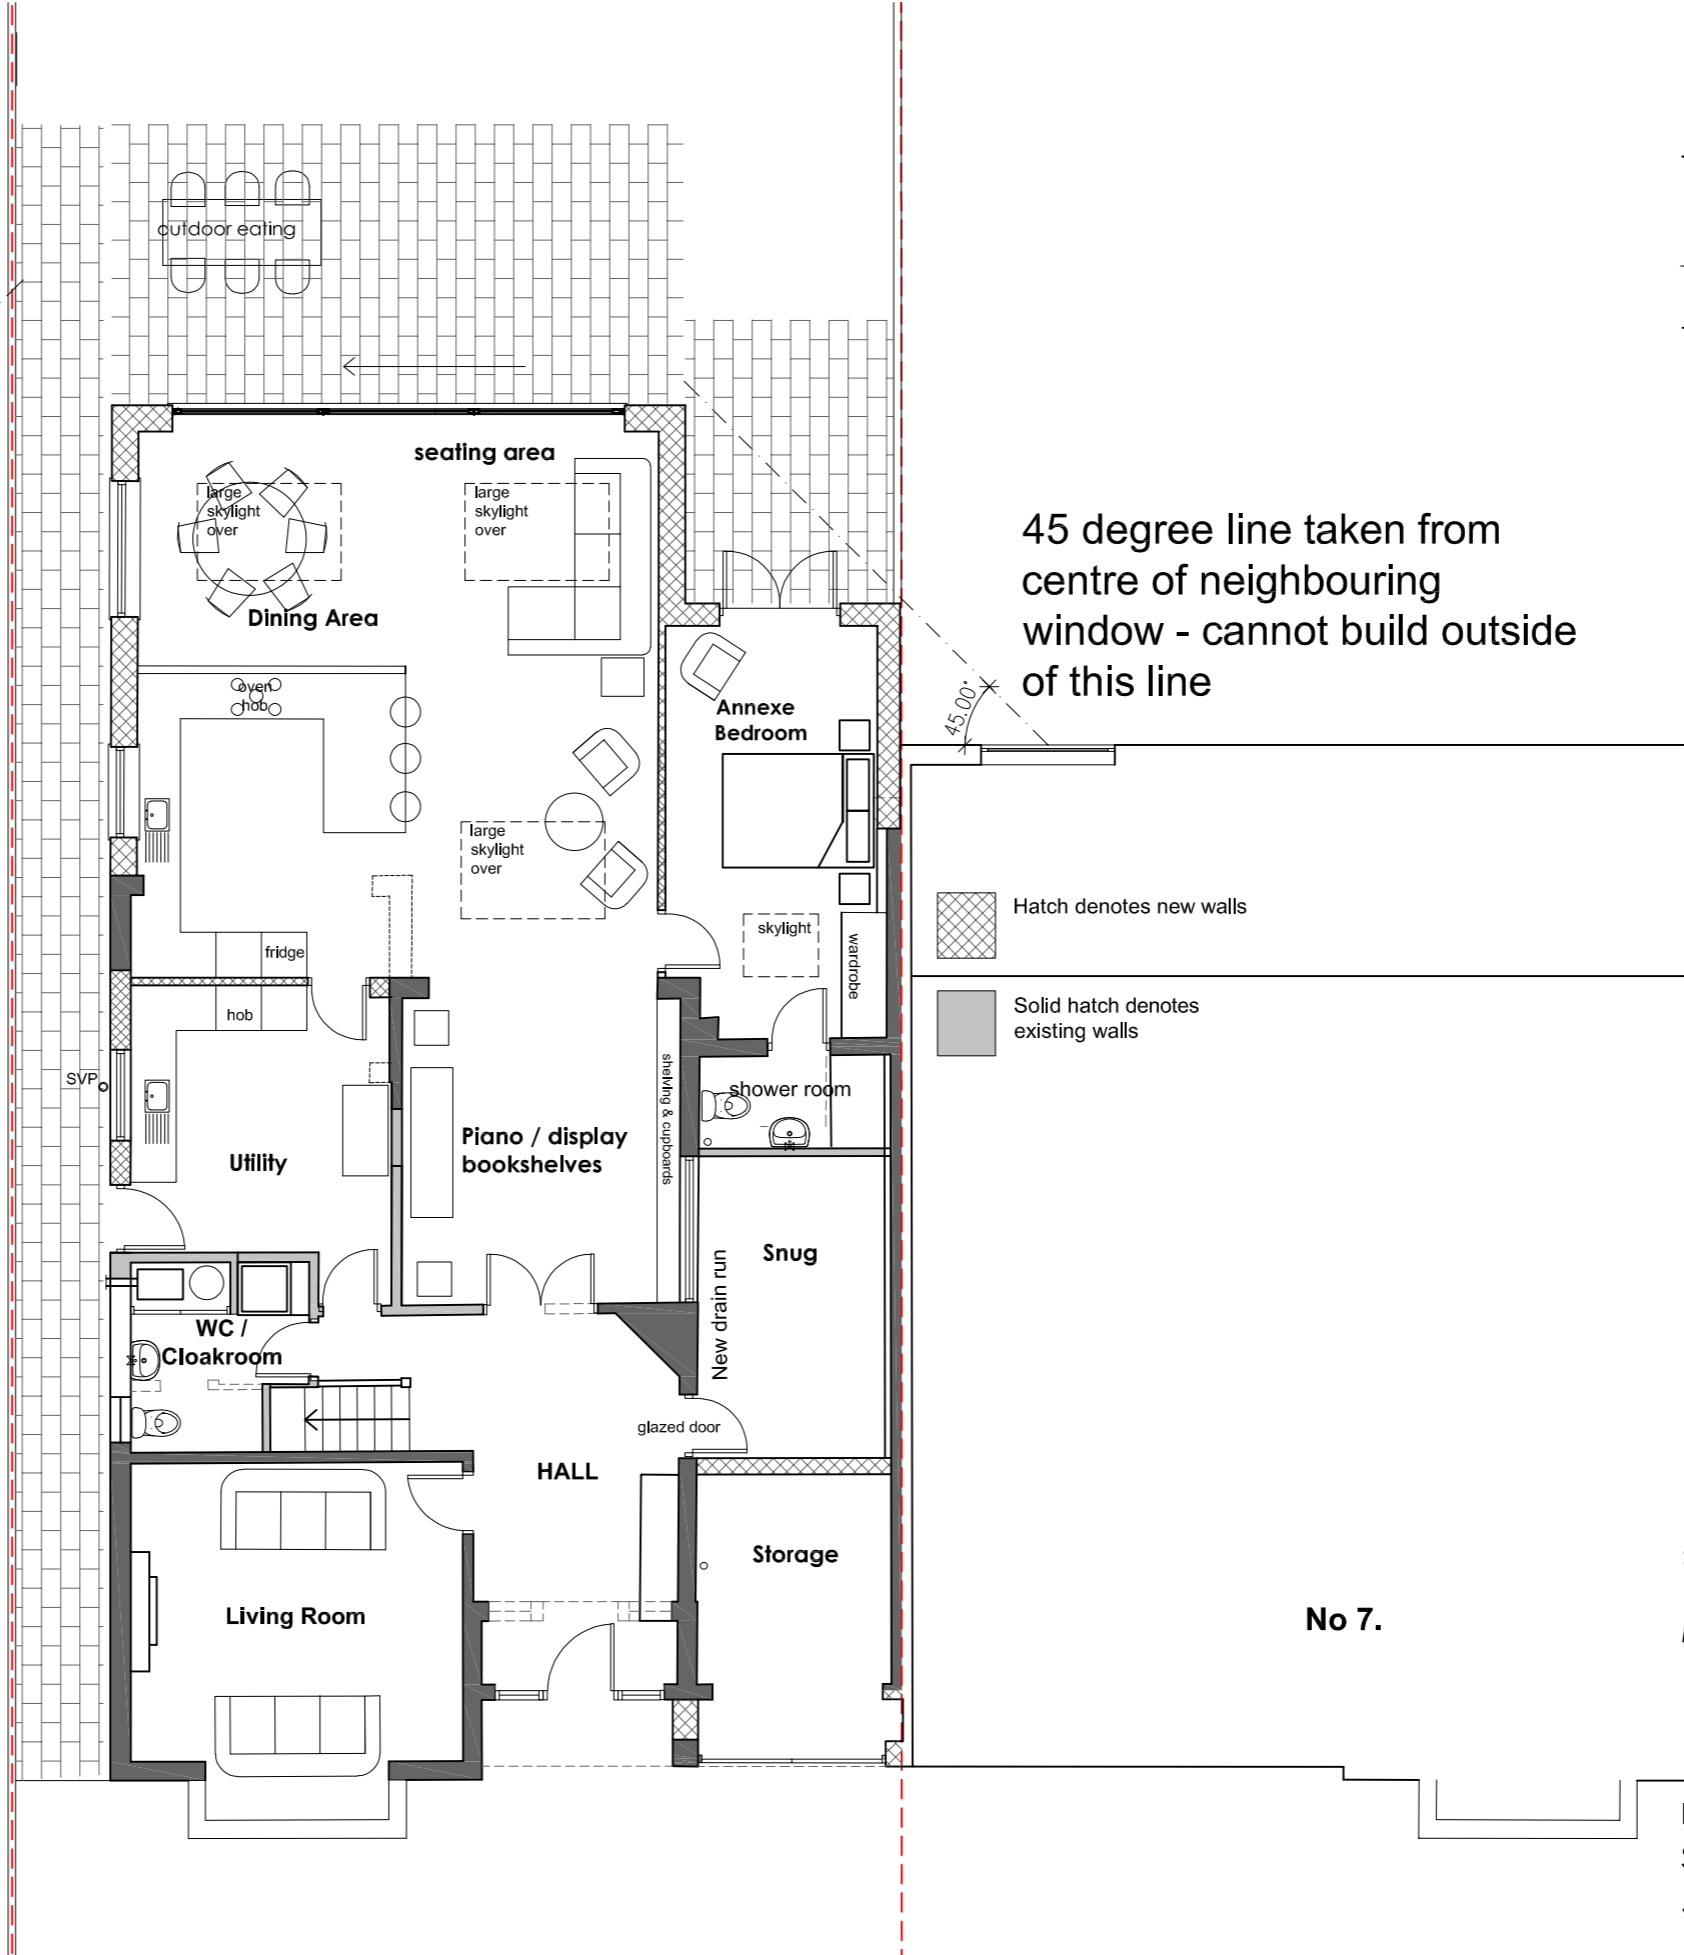 outdoor eating
seating area
large
skylight
over
large
skylight
over
Dining Area
45 degree line taken from
centre of neighbouring
window - cannot build outside
of this line
45.00°
oven
hob
Annexe
Bedroom
large
skylight
over
Hatch denotes new walls
skylight
wardrobe
fridge
hob
Solid hatch denotes
existing walls
SVP
shower room
shelving & cupboards
Piano / display
bookshelves
Utility
Snug
New drain run
WC /
Cloakroom
glazed door
HALL
Storage
Living Room
No 7.